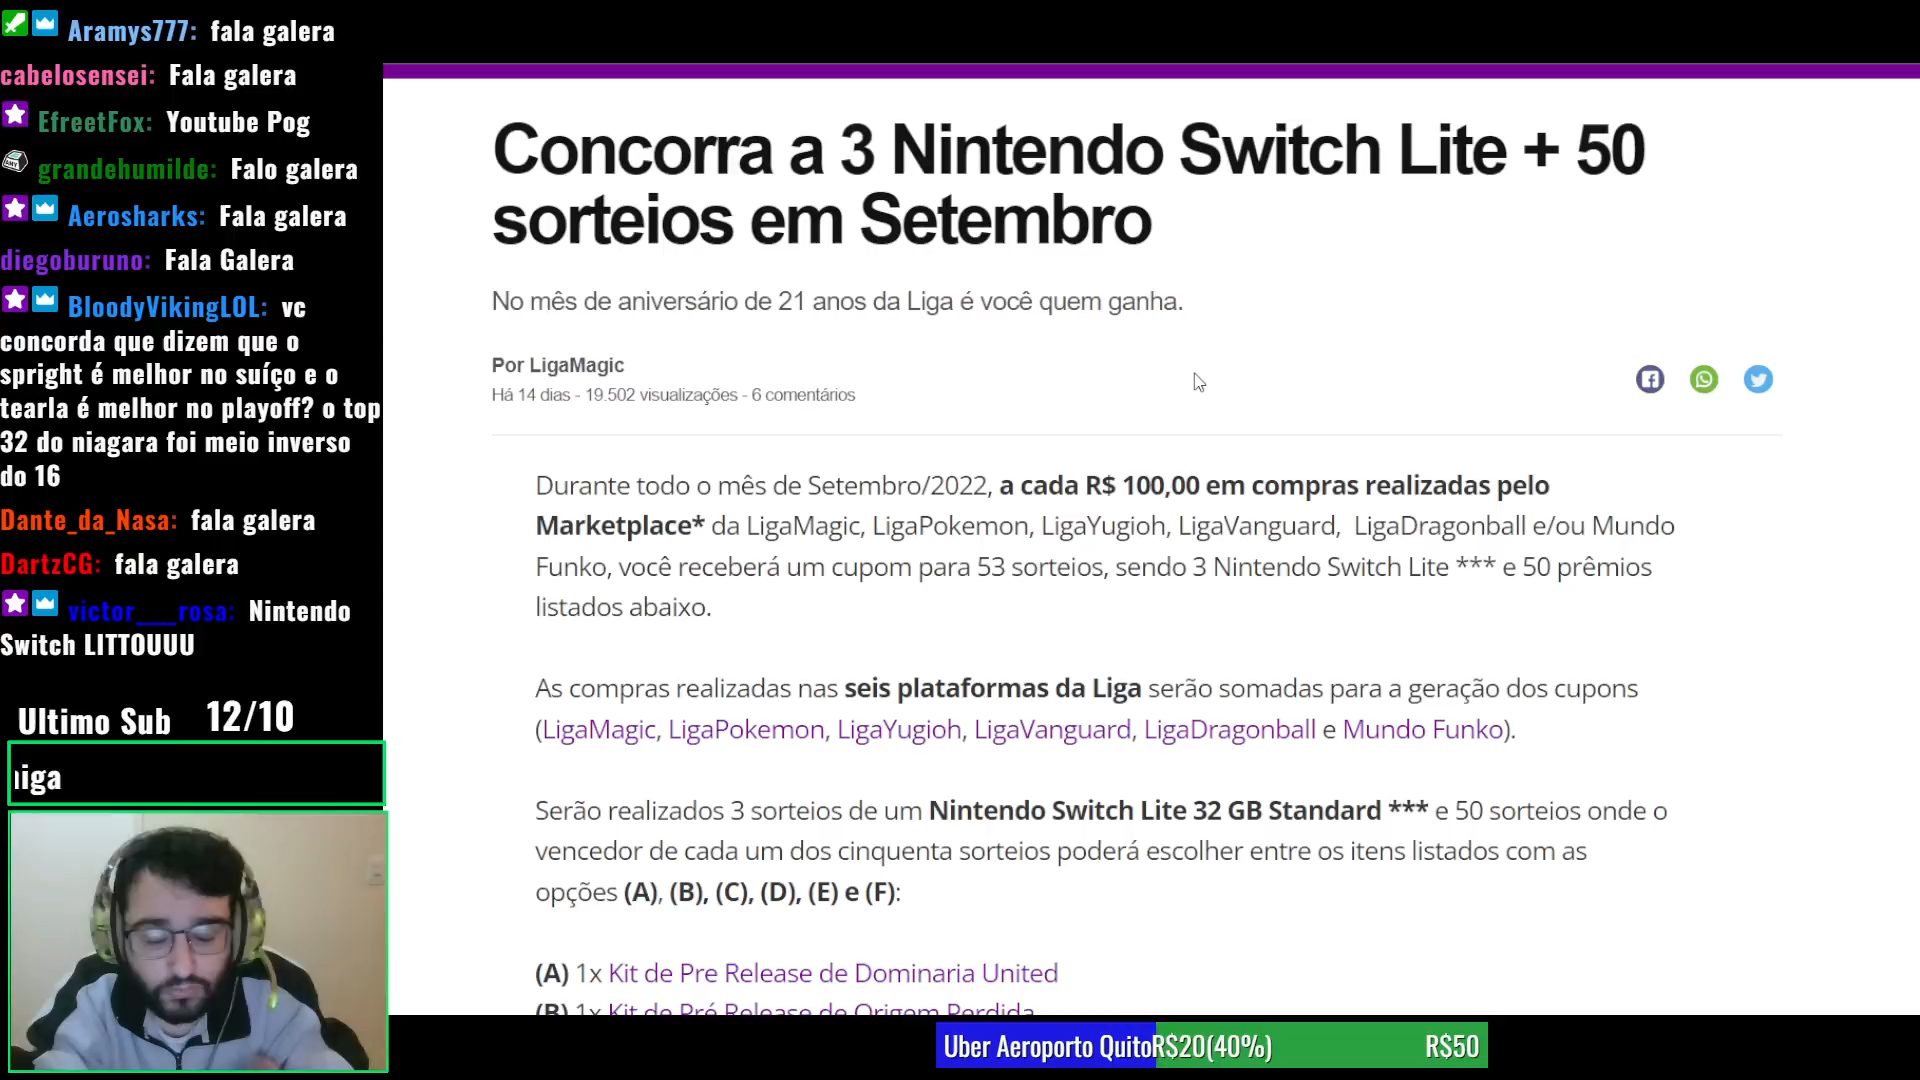 Aramys777: fala galera
cabelosensei: Fala galera
EfreetFox: Youtube Pog
grandehumilde: Falo galera
Aerosharks: Fala galera
diegoburuno: Fala Galera
BloodyVikingLOL: vc
concorda que dizem que o
spright é melhor no suíço e o
tearla é melhor no playoff? o top
32 do niagara foi meio inverso
do 16
Dante_da_Nasa: fala galera
DartzCG: fala galera
victor___rosa: Nintendo
Switch LITTOUUU
Ultimo Sub 12/10
iga
Concorra a 3 Nintendo Switch Lite + 50
sorteios em Setembro
No mês de aniversário de 21 anos da Liga é você quem ganha.
Por LigaMagic
Há 14 dias - 19.502 visualizações - 6 comentários
Durante todo o mês de Setembro/2022, a cada R$ 100,00 em compras realizadas pelo
Marketplace* da LigaMagic, LigaPokemon, LigaYugioh, LigaVanguard, LigaDragonball e/ou Mundo
Funko, você receberá um cupom para 53 sorteios, sendo 3 Nintendo Switch Lite *** e 50 prêmios
listados abaixo.
As compras realizadas nas seis plataformas da Liga serão somadas para a geração dos cupons
(LigaMagic, LigaPokemon, LigaYugioh, LigaVanguard, LigaDragonball e Mundo Funko).
Serão realizados 3 sorteios de um Nintendo Switch Lite 32 GB Standard *** e 50 sorteios onde o
vencedor de cada um dos cinquenta sorteios poderá escolher entre os itens listados com as
opções (A), (B), (C), (D), (E) e (F):
(A) 1x Kit de Pre Release de Dominaria United
(B) 1x Kit de Pré Release de Origem Perdida
Uber Aeroporto Quito R$20(40%) R$50